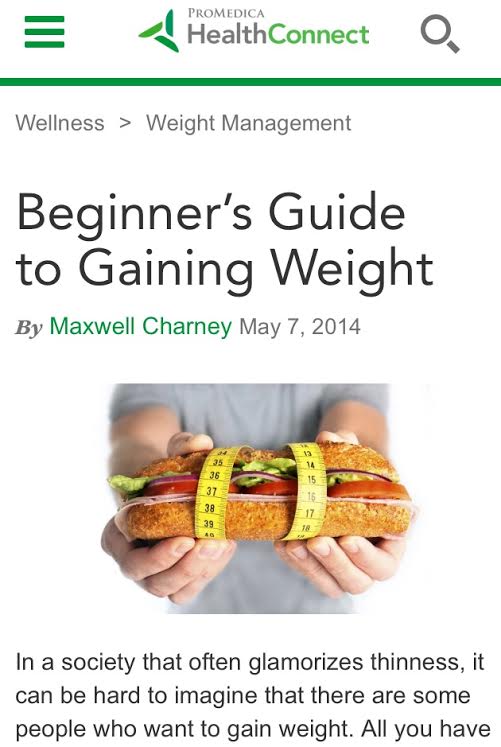 PROMEDICA
HealthConnect
Wellness > Weight Management
Beginner's Guide
to Gaining Weight
By Maxwell Charney May 7, 2014
34
35
36
37
38
39
40
13
14
15
16
17
18
In a society that often glamorizes thinness, it
can be hard to imagine that there are some
people who want to gain weight. All you have